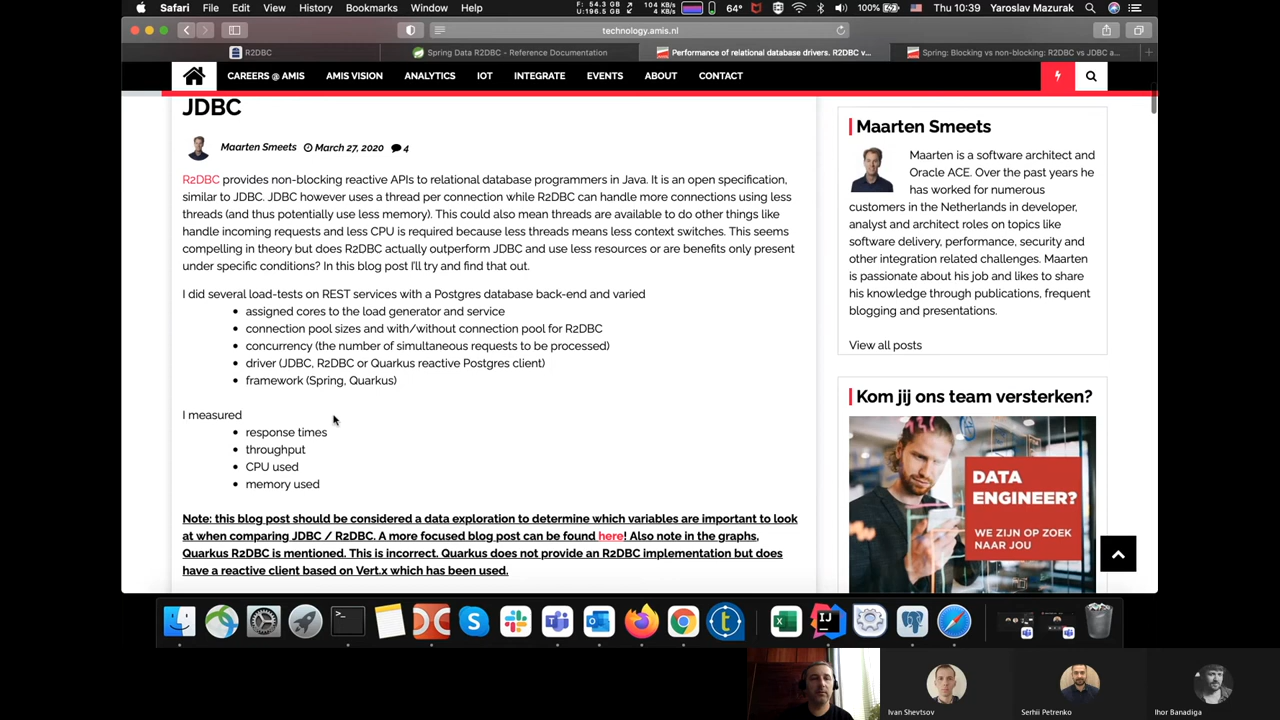 Safari File Edit View History Bookmarks Window Help
F: 54.3 GB
U:196.5 GB
104 KB/s
4 KB/s
64°
100%
Thu 10:39 Yaroslav Mazurak
technology.amis.nl
R2DBC
Spring Data R2DBC - Reference Documentation
Performance of relational database drivers. R2DBC v...
Spring: Blocking vs non-blocking: R2DBC vs JDBC a...
CAREERS @ AMIS AMIS VISION ANALYTICS IOT INTEGRATE EVENTS ABOUT CONTACT
JDBC
Maarten Smeets March 27, 2020 4
R2DBC provides non-blocking reactive APIs to relational database programmers in Java. It is an open specification,
similar to JDBC. JDBC however uses a thread per connection while R2DBC can handle more connections using less
threads (and thus potentially use less memory). This could also mean threads are available to do other things like
handle incoming requests and less CPU is required because less threads means less context switches. This seems
compelling in theory but does R2DBC actually outperform JDBC and use less resources or are benefits only present
under specific conditions? In this blog post I'll try and find that out.
I did several load-tests on REST services with a Postgres database back-end and varied
assigned cores to the load generator and service
connection pool sizes and with/without connection pool for R2DBC
concurrency (the number of simultaneous requests to be processed)
driver (JDBC, R2DBC or Quarkus reactive Postgres client)
framework (Spring, Quarkus)
I measured
response times
throughput
CPU used
memory used
Note: this blog post should be considered a data exploration to determine which variables are important to look
at when comparing JDBC / R2DBC. A more focused blog post can be found here! Also note in the graphs,
Quarkus R2DBC is mentioned. This is incorrect. Quarkus does not provide an R2DBC implementation but does
have a reactive client based on Vert.x which has been used.
Maarten Smeets
Maarten is a software architect and
Oracle ACE. Over the past years he
has worked for numerous
customers in the Netherlands in developer,
analyst and architect roles on topics like
software delivery, performance, security and
other integration related challenges. Maarten
is passionate about his job and likes to share
his knowledge through publications, frequent
blogging and presentations.
View all posts
Kom jij ons team versterken?
DATA
ENGINEER?
WE ZIJN OP ZOEK
NAAR JOU
Ivan Shevtsov
Serhii Petrenko
Ihor Banadiga